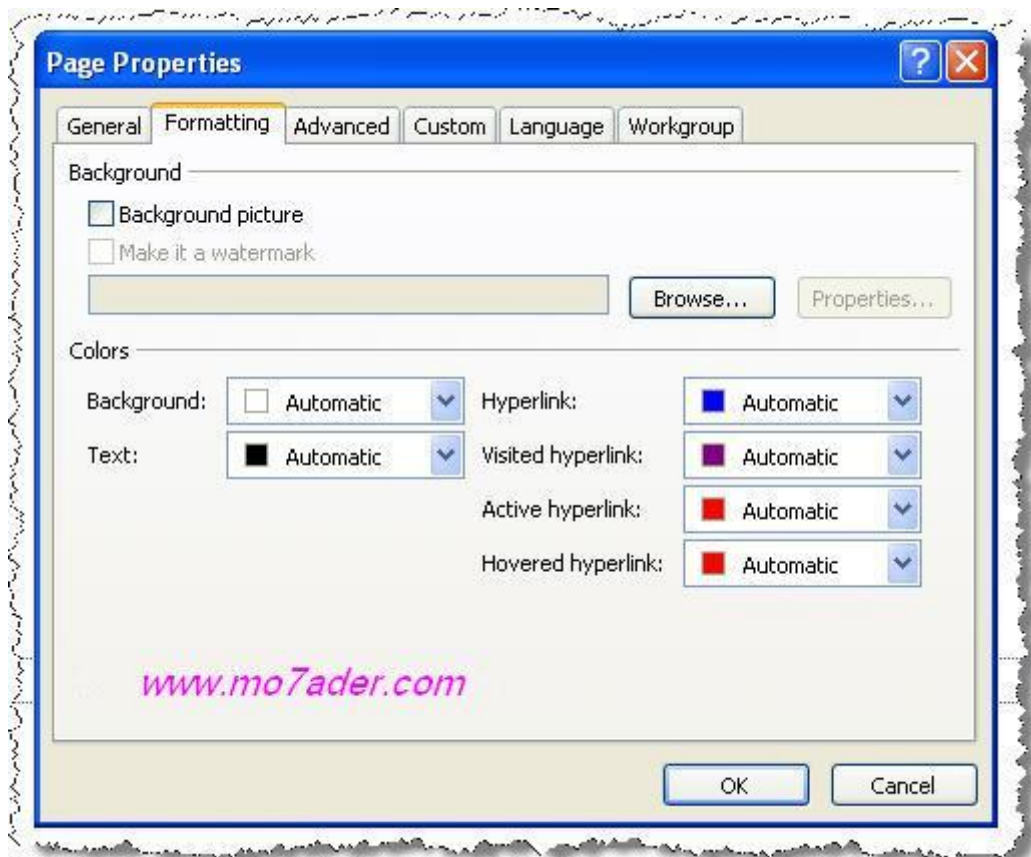 Page Properties
General Formatting Advanced Custom Language Workgroup
Background
Background picture
Make it a watermark
Browse... Properties...
Colors
Background: Automatic Hyperlink: Automatic
Text: Automatic Visited hyperlink: Automatic
Active hyperlink: Automatic
Hovered hyperlink: Automatic
www.mo7ader.com
OK Cancel